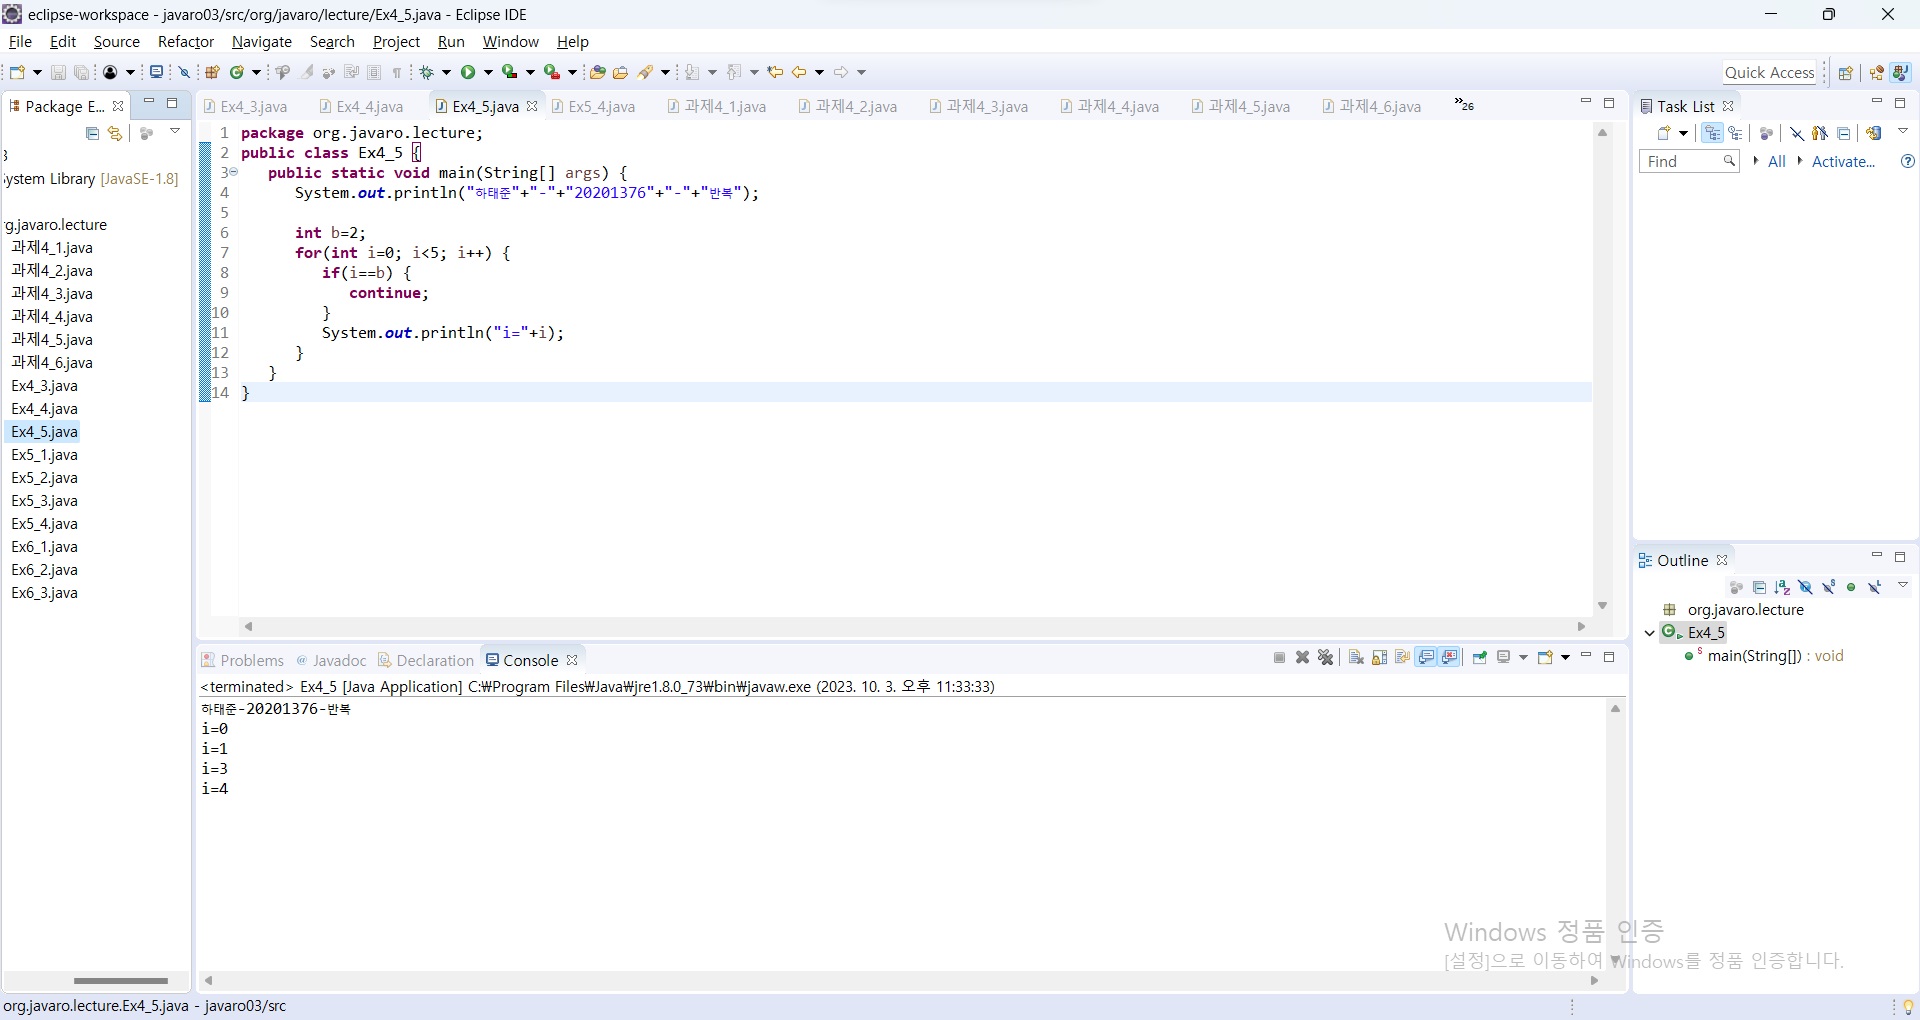 eclipse-workspace - javaro03/src/org/javaro/lecture/Ex4_5.java - Eclipse IDE
File Edit Source Refactor Navigate Search Project Run Window Help
Quick Access
Package E...
Ex4_3.java Ex4_4.java Ex4_5.java Ex5_4.java 과제4_1.java 과제4_2.java 과제4_3.java 과제4_4.java 과제4_5.java 과제4_6.java »26
Task List
Find All Activate...
3
ystem Library [JavaSE-1.8]
g.javaro.lecture
과제4_1.java
과제4_2.java
과제4_3.java
과제4_4.java
과제4_5.java
과제4_6.java
Ex4_3.java
Ex4_4.java
Ex4_5.java
Ex5_1.java
Ex5_2.java
Ex5_3.java
Ex5_4.java
Ex6_1.java
Ex6_2.java
Ex6_3.java
1 package org.javaro.lecture;
2 public class Ex4_5 {
3 public static void main(String[] args) {
4 System.out.println("하태준"+"-"+"20201376"+"-"+"반복");
5
6 int b=2;
7 for(int i=0; i<5; i++) {
8 if(i==b) {
9 continue;
10 }
11 System.out.println("i="+i);
12 }
13 }
14 }
Outline
org.javaro.lecture
Ex4_5
main(String[]) : void
Problems @ Javadoc Declaration Console
<terminated> Ex4_5 [Java Application] C:₩Program Files₩Java₩jre1.8.0_73₩bin₩javaw.exe (2023. 10. 3. 오후 11:33:33)
하태준-20201376-반복
i=0
i=1
i=3
i=4
Windows 정품 인증
[설정]으로 이동하여 Windows를 정품 인증합니다.
org.javaro.lecture.Ex4_5.java - javaro03/src